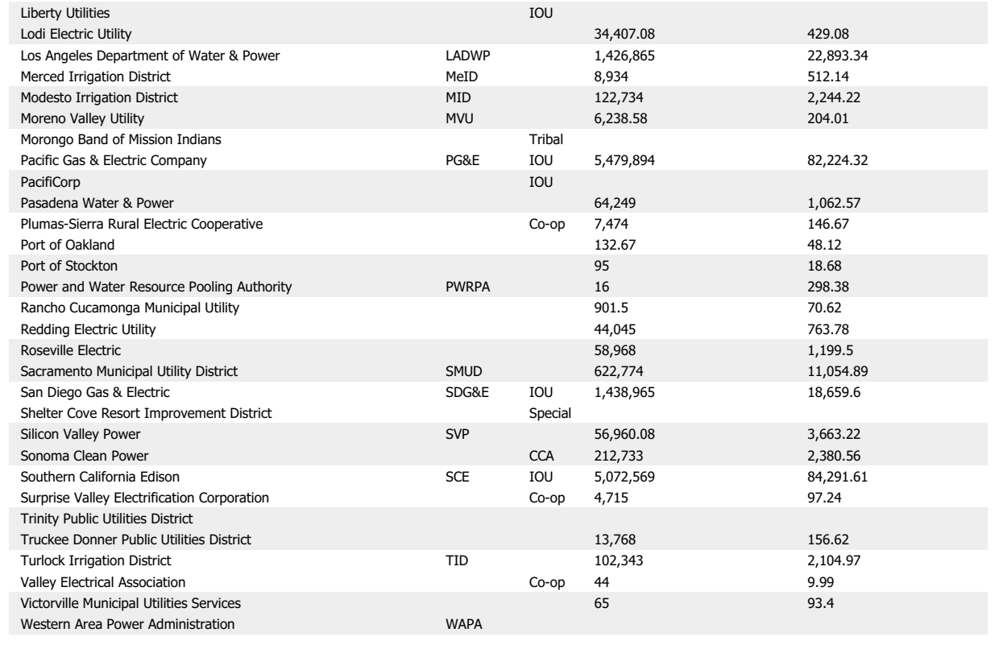 Liberty Utilities IOU
Lodi Electric Utility 34,407.08 429.08
Los Angeles Department of Water & Power LADWP 1,426,865 22,893.34
Merced Irrigation District MeID 8,934 512.14
Modesto Irrigation District MID 122,734 2,244.22
Moreno Valley Utility MVU 6,238.58 204.01
Morongo Band of Mission Indians Tribal
Pacific Gas & Electric Company PG&E IOU 5,479,894 82,224.32
PacifiCorp IOU
Pasadena Water & Power 64,249 1,062.57
Plumas-Sierra Rural Electric Cooperative Co-op 7,474 146.67
Port of Oakland 132.67 48.12
Port of Stockton 95 18.68
Power and Water Resource Pooling Authority PWRPA 16 298.38
Rancho Cucamonga Municipal Utility 901.5 70.62
Redding Electric Utility 44,045 763.78
Roseville Electric 58,968 1,199.5
Sacramento Municipal Utility District SMUD 622,774 11,054.89
San Diego Gas & Electric SDG&E IOU 1,438,965 18,659.6
Shelter Cove Resort Improvement District Special
Silicon Valley Power SVP 56,960.08 3,663.22
Sonoma Clean Power CCA 212,733 2,380.56
Southern California Edison SCE IOU 5,072,569 84,291.61
Surprise Valley Electrification Corporation Co-op 4,715 97.24
Trinity Public Utilities District
Truckee Donner Public Utilities District 13,768 156.62
Turlock Irrigation District TID 102,343 2,104.97
Valley Electrical Association Co-op 44 9.99
Victorville Municipal Utilities Services 65 93.4
Western Area Power Administration WAPA